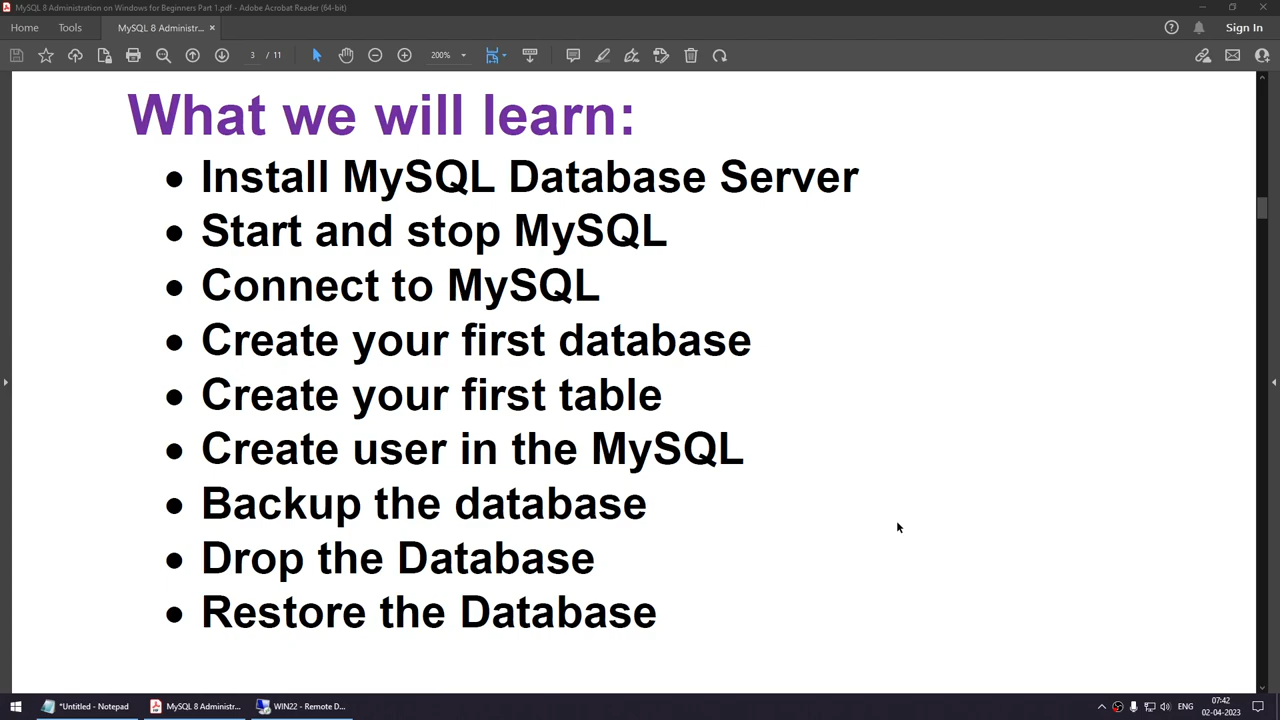 MySQL 8 Administration on Windows for Beginners Part 1.pdf - Adobe Acrobat Reader (64-bit)
Home Tools MySQL 8 Administr... × Sign In
3 / 11 200%
What we will learn:
• Install MySQL Database Server
• Start and stop MySQL
• Connect to MySQL
• Create your first database
• Create your first table
• Create user in the MySQL
• Backup the database
• Drop the Database
• Restore the Database
*Untitled - Notepad MySQL 8 Administr... WIN22 - Remote D... ENG 07:42
02-04-2023